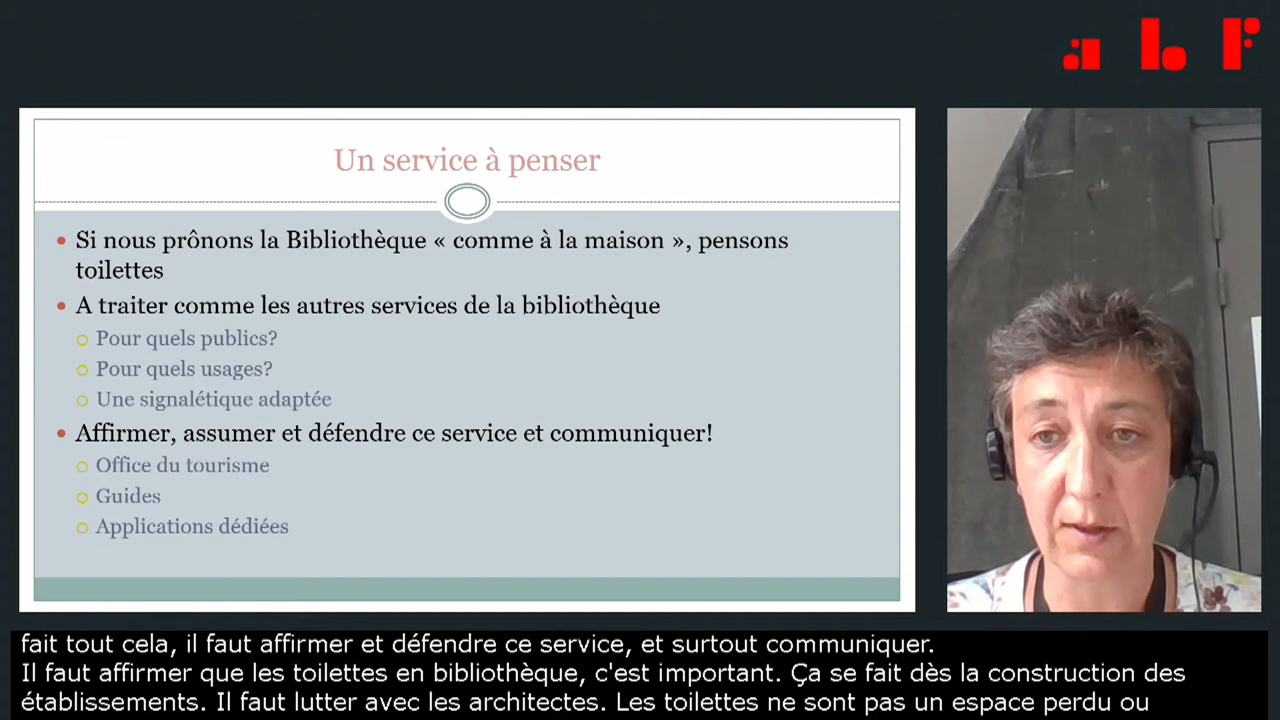 abf
Un service à penser
Si nous prônons la Bibliothèque « comme à la maison », pensons
toilettes
A traiter comme les autres services de la bibliothèque
Pour quels publics?
Pour quels usages?
Une signalétique adaptée
Affirmer, assumer et défendre ce service et communiquer!
Office du tourisme
Guides
Applications dédiées
fait tout cela, il faut affirmer et défendre ce service, et surtout communiquer.
Il faut affirmer que les toilettes en bibliothèque, c'est important. Ça se fait dès la construction des
établissements. Il faut lutter avec les architectes. Les toilettes ne sont pas un espace perdu ou